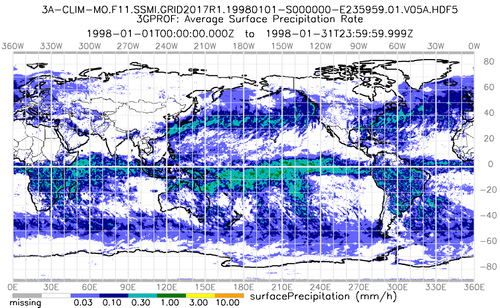 3A-CLIM-MO.F11.SSMI.GRID2017R1.19980101-S000000-E235959.01.V05A.HDF5
3GPROF: Average Surface Precipitation Rate
1998-01-01T00:00:00.000Z to 1998-01-31T23:59:59.999Z
360W 330W 300W 270W 240W 210W 180W 150W 120W 90W 60W 30W 0W
80
60
40
20
0
-20
-40
-60
-80
0E 30E 60E 90E 120E 150E 180E 210E 240E 270E 300E 330E 360E
missing 0.03 0.10 0.30 1.00 3.00 10.00 surfacePrecipitation (mm/h)